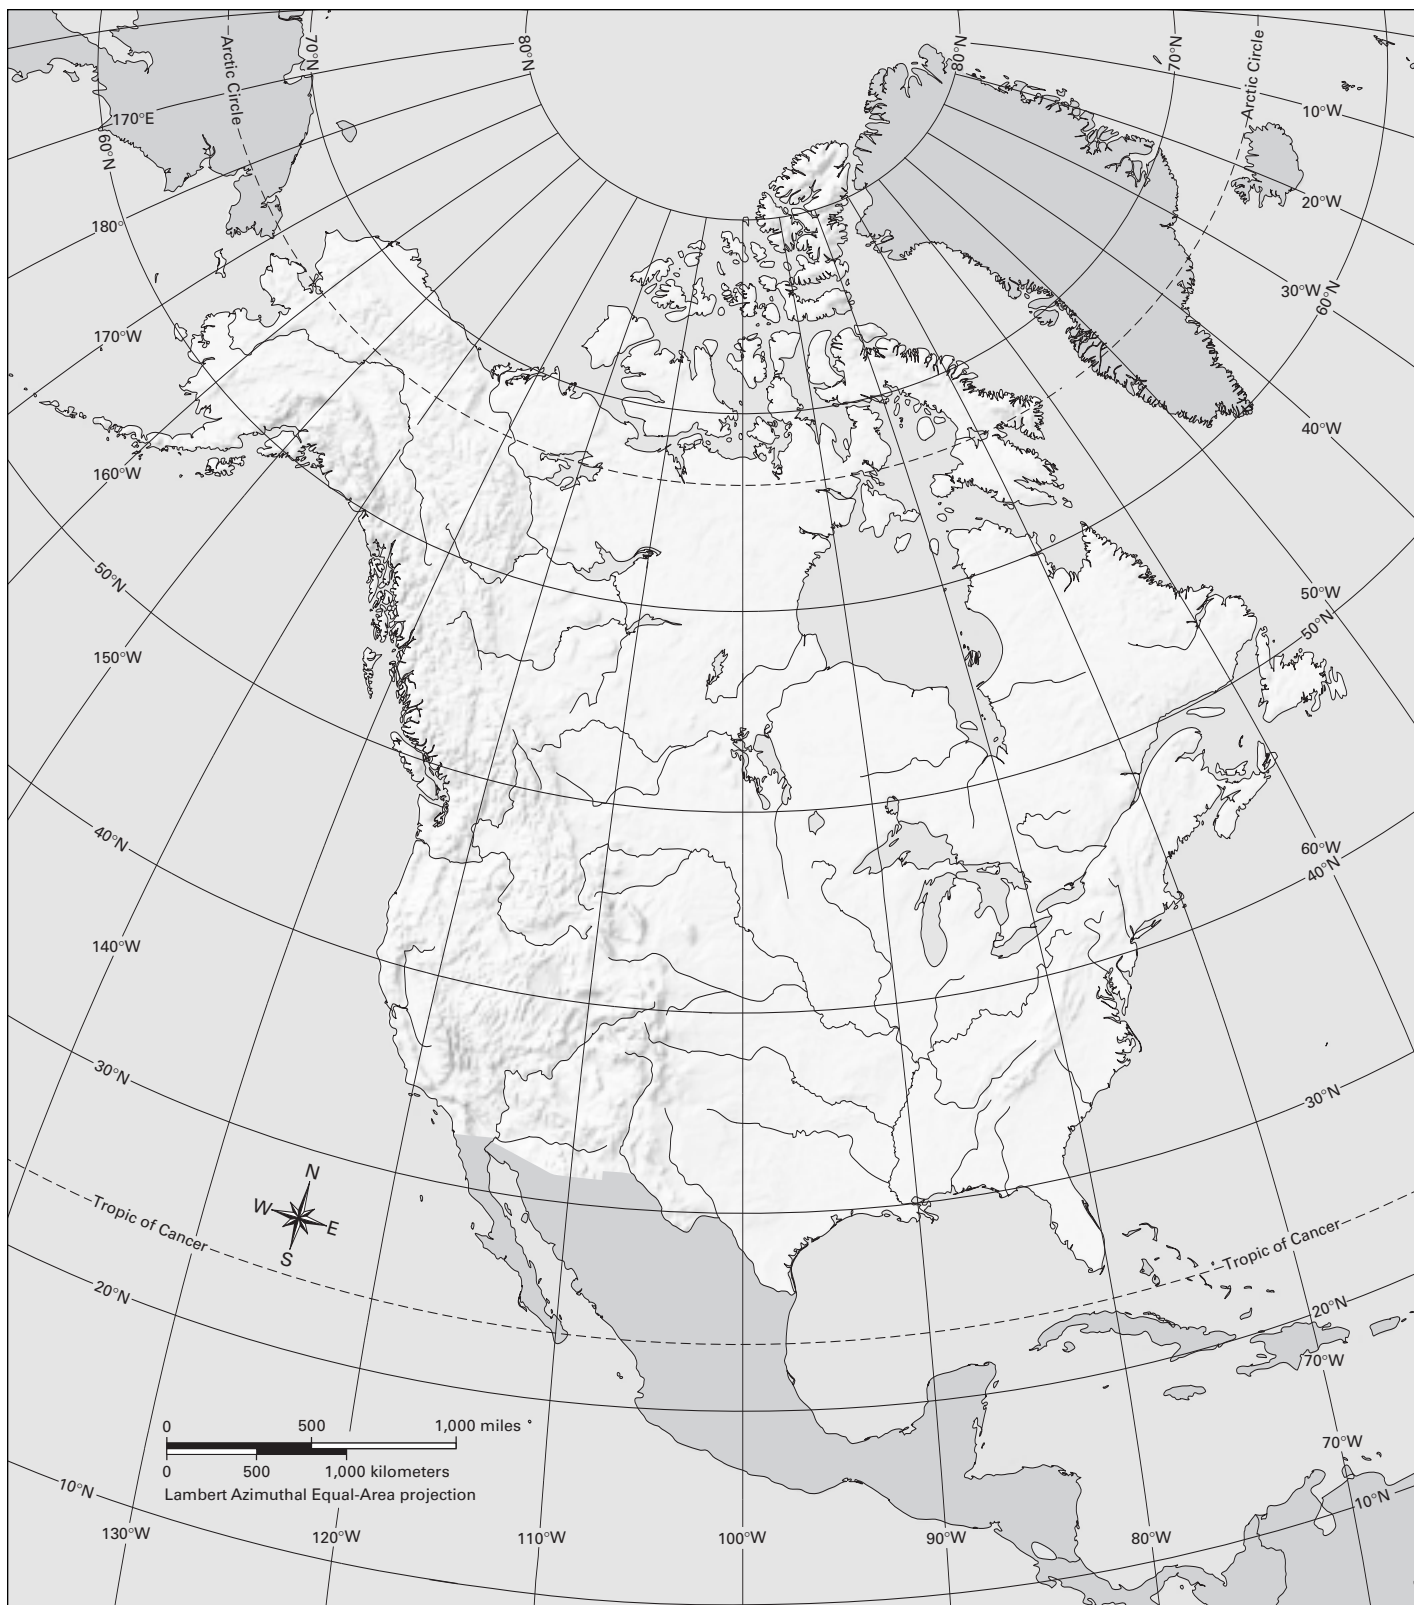 70°N
80°N
80°N
70°N
Arctic Circle
Arctic Circle
10°W
170°E
60°N
20°W
180°
30°W
60°N
170°W
40°W
160°W
50°N
50°W
50°N
150°W
40°N
60°W
40°N
140°W
30°N
30°N
N
W
E
S
Tropic of Cancer
Tropic of Cancer
20°N
20°N
70°W
0 500 1,000 miles
0 500 1,000 kilometers
Lambert Azimuthal Equal-Area projection
70°W
10°N
10°N
130°W
120°W
110°W
100°W
90°W
80°W